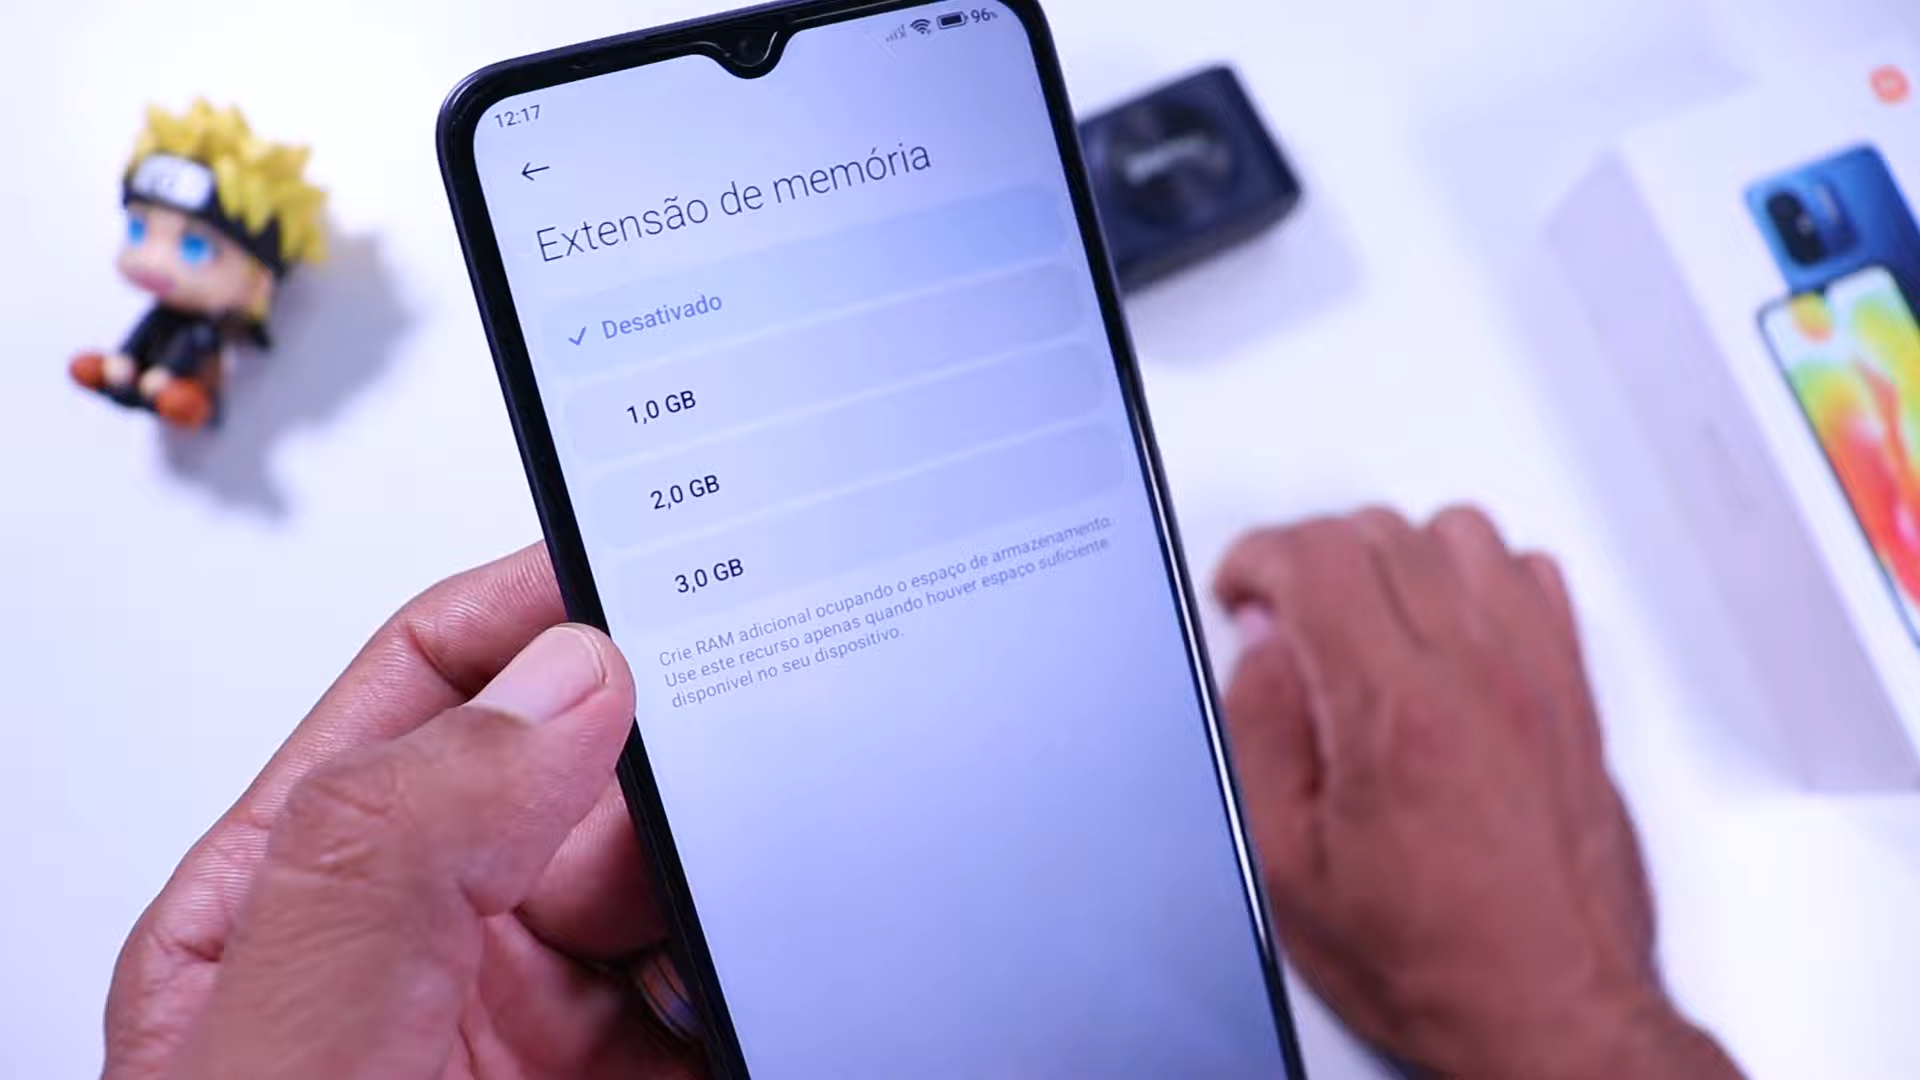 96%
12:17
Extensão de memória
Desativado
1,0 GB
2,0 GB
3,0 GB
Crie RAM adicional ocupando o espaço de armazenamento.
Use este recurso apenas quando houver espaço suficiente
disponível no seu dispositivo.